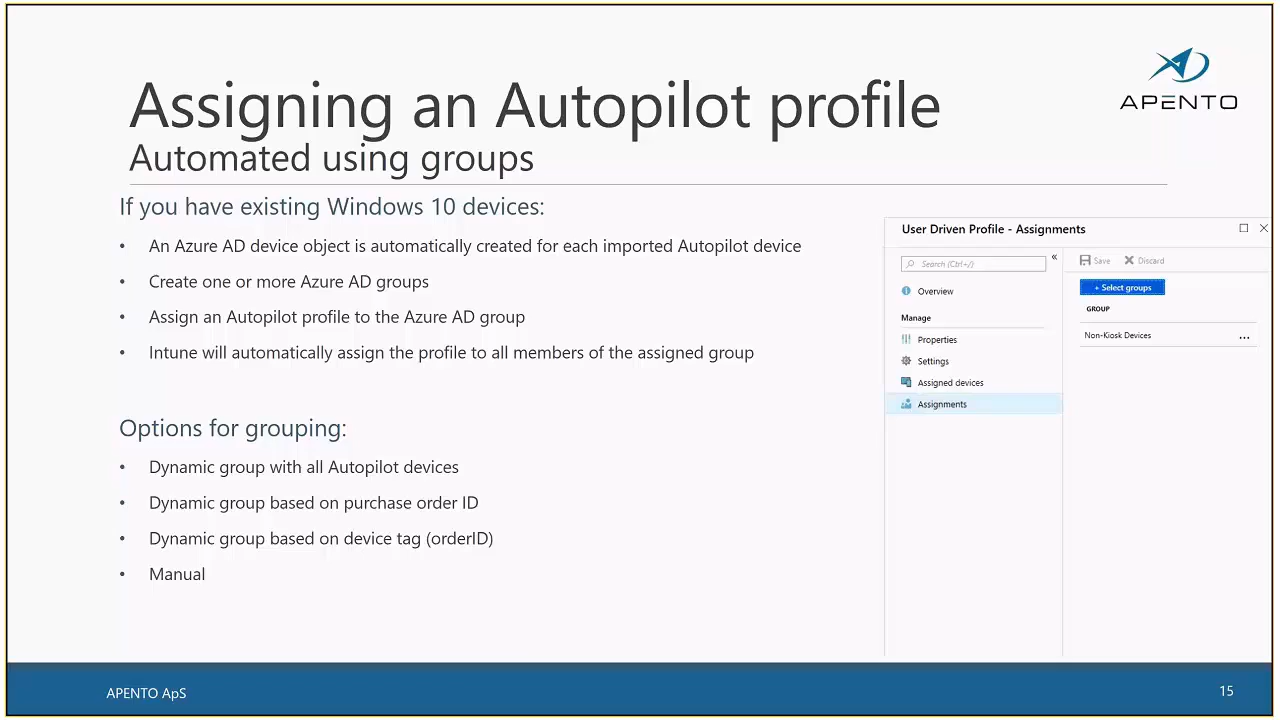 Assigning an Autopilot profile
Automated using groups
APENTO
If you have existing Windows 10 devices:
• An Azure AD device object is automatically created for each imported Autopilot device
• Create one or more Azure AD groups
• Assign an Autopilot profile to the Azure AD group
• Intune will automatically assign the profile to all members of the assigned group
Options for grouping:
• Dynamic group with all Autopilot devices
• Dynamic group based on purchase order ID
• Dynamic group based on device tag (orderID)
• Manual
User Driven Profile - Assignments
Search (Ctrl+/)
«
Overview
Manage
Properties
Settings
Assigned devices
Assignments
Save Discard
+ Select groups
GROUP
Non-Kiosk Devices ...
APENTO ApS
15